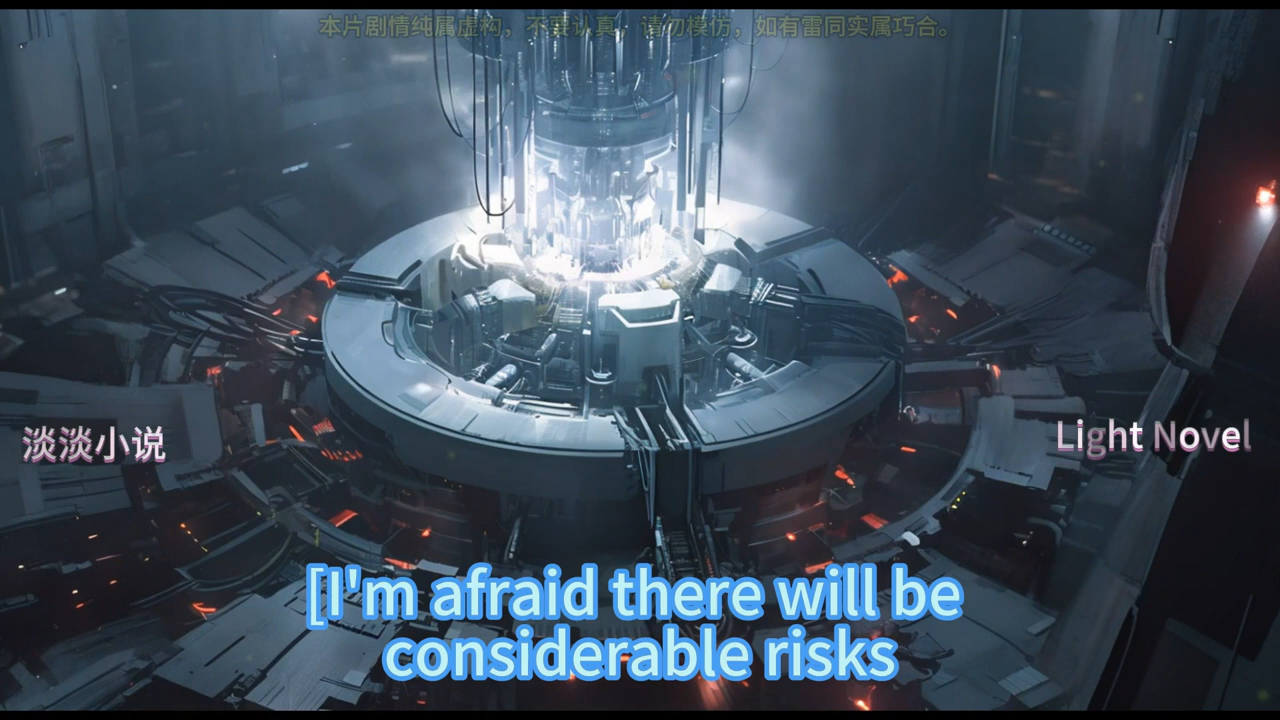 本片剧情纯属虚构，不要认真，请勿模仿，如有雷同实属巧合。
淡淡小说
Light Novel
[I'm afraid there will be
considerable risks